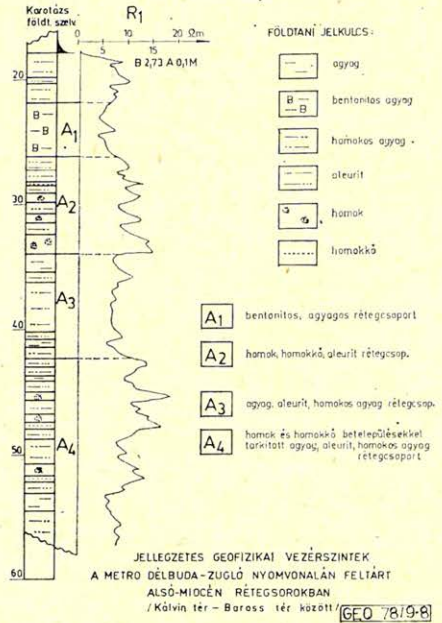 Karotázs
földt. szelv.
R1
0 5 10 15 20 Ωm
B 2,73 A 0,1M
20
30
40
50
60
A1
A2
A3
A4
FÖLDTANI JELKULCS:
agyag
B
bentonitos agyag
homokos agyag
aleurit
homok
homokkő
A1 bentonitos, agyagos rétegcsoport
A2 homok, homokkő, aleurit rétegcsop.
A3 agyag, aleurit, homokos agyag rétegcsop.
A4 homok és homokkő betelepülésekkel
tarkított agyag, aleurit, homokos agyag
rétegcsoport
JELLEGZETES GEOFIZIKAI VEZÉRSZINTEK
A METRO DÉLBUDA-ZUGLÓ NYOMVONALÁN FELTÁRT
ALSÓ-MIOCÉN RÉTEGSOROKBAN
/Kálvin tér - Baross tér között/
GEO 78/9-8